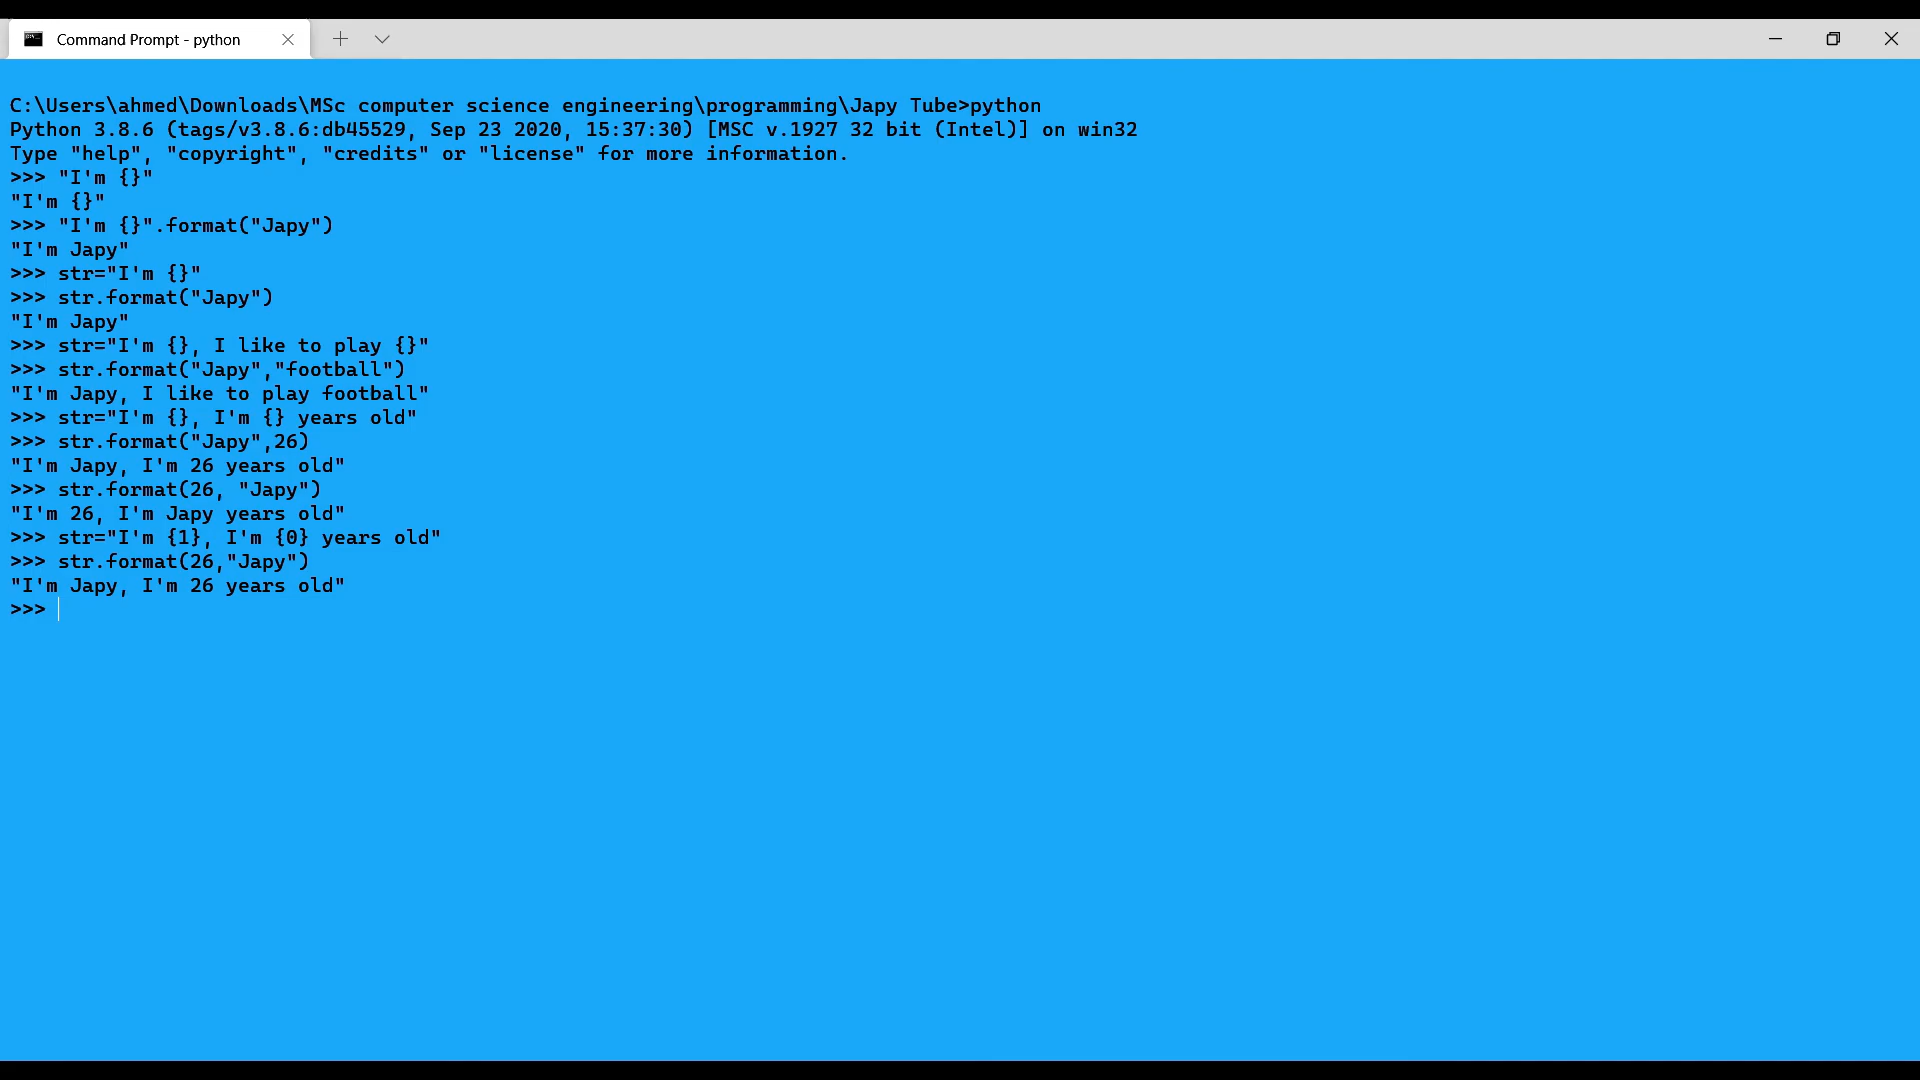 Command Prompt - python
C:\Users\ahmed\Downloads\MSc computer science engineering\programming\Japy Tube>python
Python 3.8.6 (tags/v3.8.6:db45529, Sep 23 2020, 15:37:30) [MSC v.1927 32 bit (Intel)] on win32
Type "help", "copyright", "credits" or "license" for more information.
>>> "I'm {}"
"I'm {}"
>>> "I'm {}".format("Japy")
"I'm Japy"
>>> str="I'm {}"
>>> str.format("Japy")
"I'm Japy"
>>> str="I'm {}, I like to play {}"
>>> str.format("Japy","football")
"I'm Japy, I like to play football"
>>> str="I'm {}, I'm {} years old"
>>> str.format("Japy",26)
"I'm Japy, I'm 26 years old"
>>> str.format(26, "Japy")
"I'm 26, I'm Japy years old"
>>> str="I'm {1}, I'm {0} years old"
>>> str.format(26,"Japy")
"I'm Japy, I'm 26 years old"
>>>